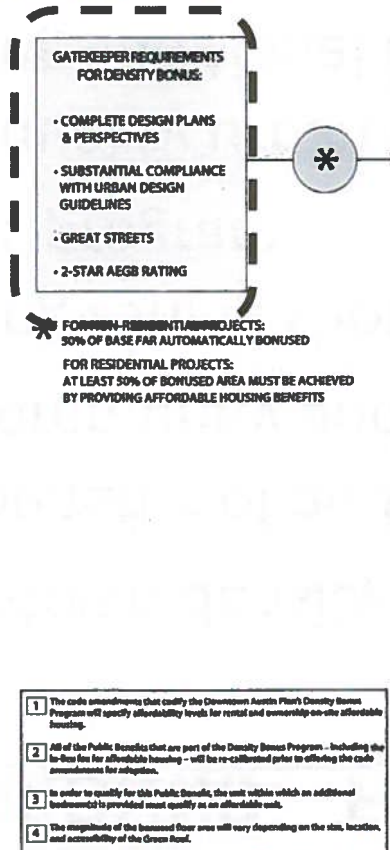 GATEKEEPER REQUIREMENTS
FOR DENSITY BONUS:
• COMPLETE DESIGN PLANS
& PERSPECTIVES
• SUBSTANTIAL COMPLIANCE
WITH URBAN DESIGN
GUIDELINES
• GREAT STREETS
• 2-STAR AEGB RATING
*
* FOR NON-RESIDENTIAL PROJECTS:
50% OF BASE FAR AUTOMATICALLY BONUSED
FOR RESIDENTIAL PROJECTS:
AT LEAST 50% OF BONUSED AREA MUST BE ACHIEVED
BY PROVIDING AFFORDABLE HOUSING BENEFITS
1 The code amendments that codify the Downtown Austin Plan's Density Bonus
Program will specify affordability levels for rental and ownership on-site affordable
housing.
2 All of the Public Benefits that are part of the Density Bonus Program – including the
in-lieu fee for affordable housing – will be re-calibrated prior to offering the code
amendments for adoption.
3 In order to qualify for this Public Benefit, the unit within which an additional
bedroom(s) is provided must qualify as an affordable unit.
4 The magnitude of the bonused floor area will vary depending on the size, location,
and accessibility of the Green Roof.